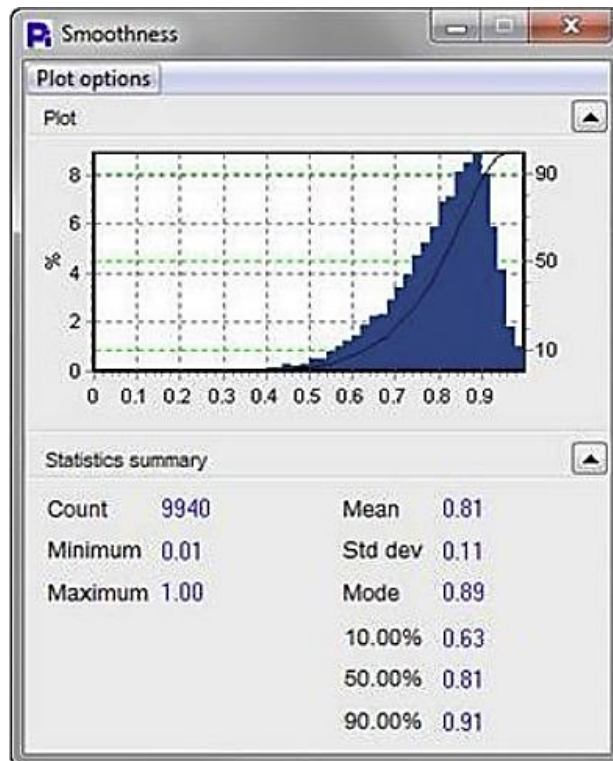 Pi Smoothness
Plot options
Plot
8
6
4
2
0
%
90
50
10
0 0.1 0.2 0.3 0.4 0.5 0.6 0.7 0.8 0.9
Statistics summary
Count 9940 Mean 0.81
Minimum 0.01 Std dev 0.11
Maximum 1.00 Mode 0.89
10.00% 0.63
50.00% 0.81
90.00% 0.91